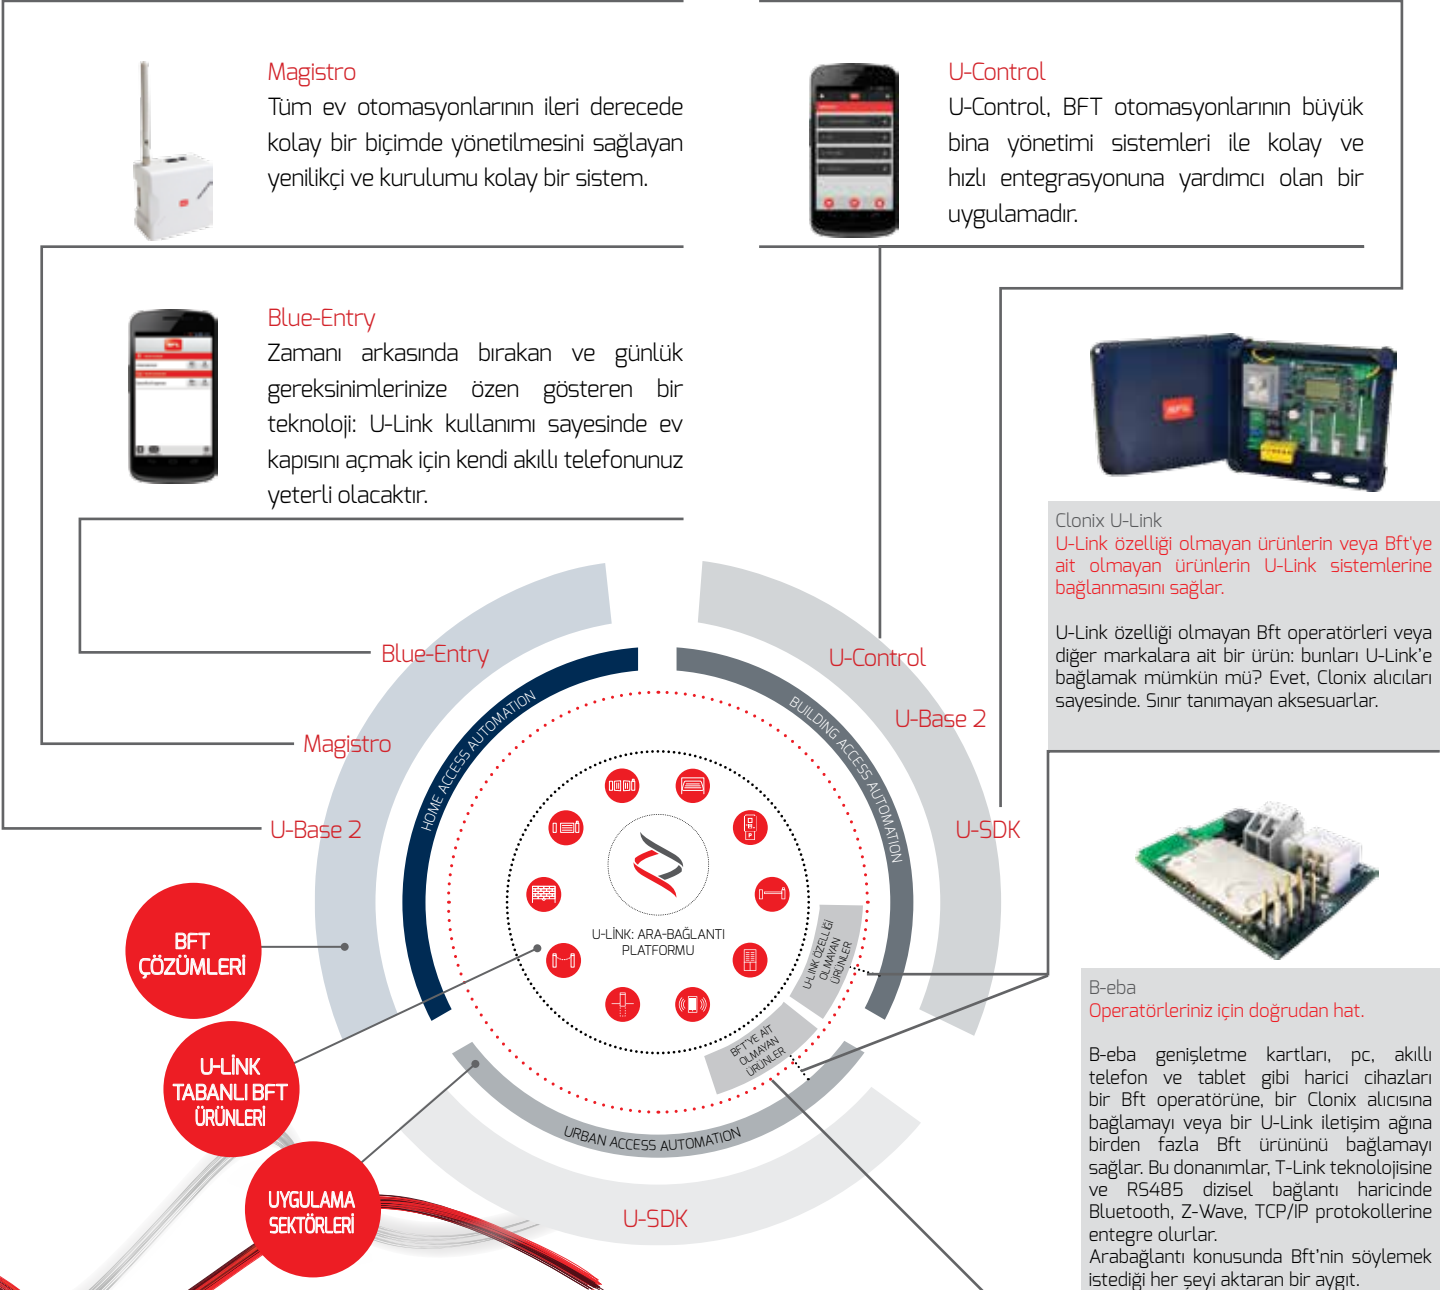 Magistro
Tüm ev otomasyonlarının ileri derecede
kolay bir biçimde yönetilmesini sağlayan
yenilikçi ve kurulumu kolay bir sistem.
U-Control
U-Control, BFT otomasyonlarının büyük
bina yönetimi sistemleri ile kolay ve
hızlı entegrasyonuna yardımcı olan bir
uygulamadır.
Blue-Entry
Zamanı arkasında bırakan ve günlük
gereksinimlerinize özen gösteren bir
teknoloji: U-Link kullanımı sayesinde ev
kapısını açmak için kendi akıllı telefonunuz
yeterli olacaktır.
Clonix U-Link
U-Link özelliği olmayan ürünlerin veya Bft'ye
ait olmayan ürünlerin U-Link sistemlerine
bağlanmasını sağlar.
U-Link özelliği olmayan Bft operatörleri veya
diğer markalara ait bir ürün: bunları U-Link'e
bağlamak mümkün mü? Evet, Clonix alıcıları
sayesinde. Sınır tanımayan aksesuarlar.
Blue-Entry
Magistro
U-Base 2
U-Control
U-Base 2
U-SDK
HOME ACCESS AUTOMATION
BUILDING ACCESS AUTOMATION
U-LİNK: ARA-BAĞLANTI
PLATFORMU
U-LINK ÖZELLİĞİ
OLMAYAN
ÜRÜNLER
BFT'YE AİT
OLMAYAN
ÜRÜNLER
URBAN ACCESS AUTOMATION
U-SDK
BFT
ÇÖZÜMLERİ
U-LİNK
TABANLI BFT
ÜRÜNLERİ
UYGULAMA
SEKTÖRLERİ
B-eba
Operatörleriniz için doğrudan hat.
B-eba genişletme kartları, pc, akıllı
telefon ve tablet gibi harici cihazları
bir Bft operatörüne, bir Clonix alıcısına
bağlamayı veya bir U-Link iletişim ağına
birden fazla Bft ürününü bağlamayı
sağlar. Bu donanımlar, T-Link teknolojisine
ve RS485 dizisel bağlantı haricinde
Bluetooth, Z-Wave, TCP/IP protokollerine
entegre olurlar.
Arabağlantı konusunda Bft'nin söylemek
istediği her şeyi aktaran bir aygıt.